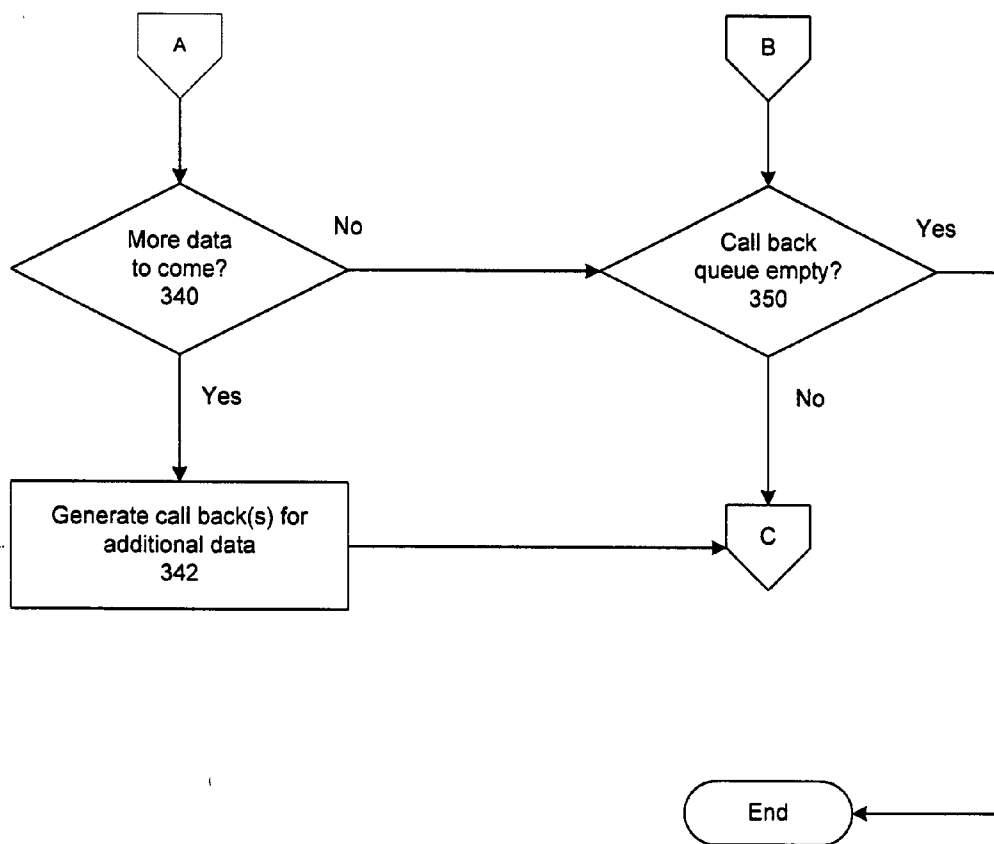 A
B
More data
to come?
340
No
Call back
queue empty?
350
Yes
Yes
No
Generate call back(s) for
additional data
342
C
End